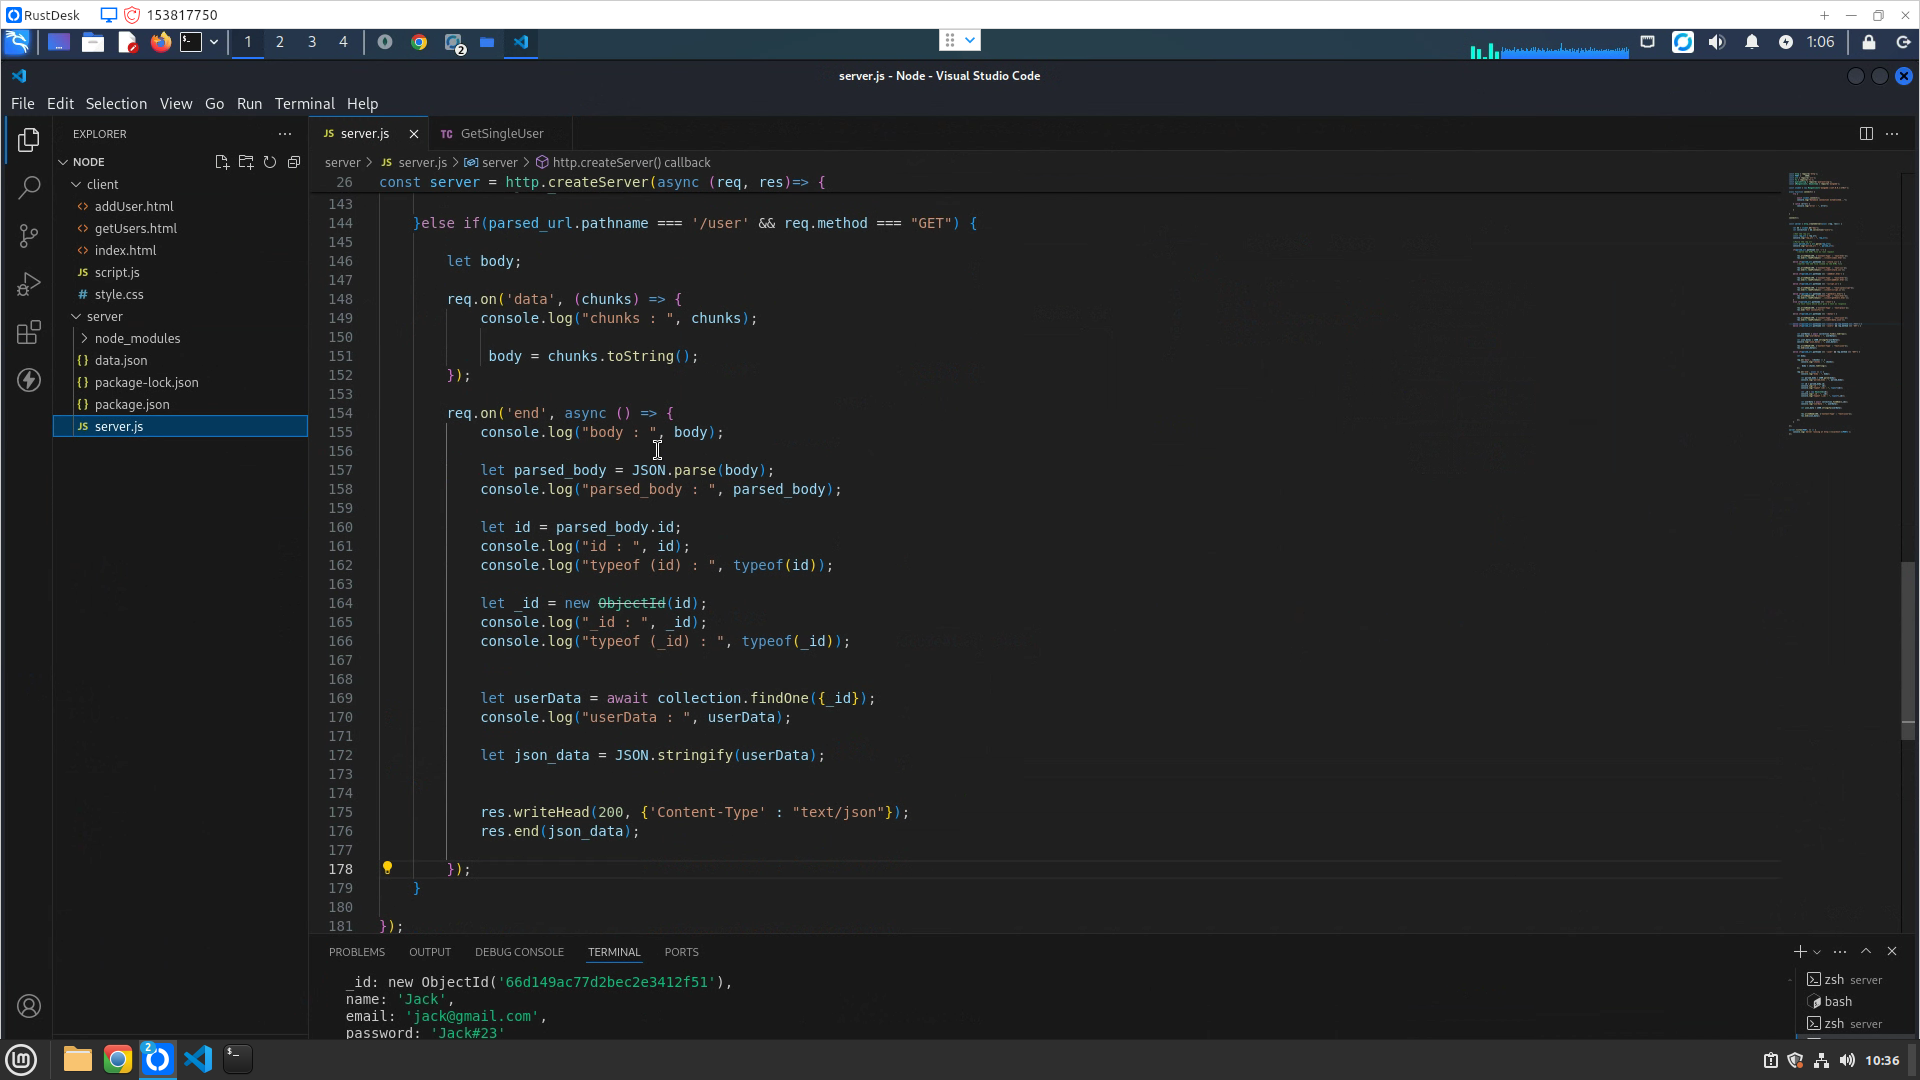 RustDesk 153817750
1 2 3 4 2 1:06
server.js - Node - Visual Studio Code
File Edit Selection View Go Run Terminal Help
EXPLORER
NODE
client
addUser.html
getUsers.html
index.html
script.js
style.css
server
node_modules
data.json
package-lock.json
package.json
server.js
server.js GetSingleUser
server > server.js > server > http.createServer() callback
26 const server = http.createServer(async (req, res)=> {
143
144 }else if(parsed_url.pathname === '/user' && req.method === "GET") {
145
146 let body;
147
148 req.on('data', (chunks) => {
149 console.log("chunks : ", chunks);
150
151 body = chunks.toString();
152 });
153
154 req.on('end', async () => {
155 console.log("body : ", body);
156
157 let parsed_body = JSON.parse(body);
158 console.log("parsed_body : ", parsed_body);
159
160 let id = parsed_body.id;
161 console.log("id : ", id);
162 console.log("typeof (id) : ", typeof(id));
163
164 let _id = new ObjectId(id);
165 console.log("_id : ", _id);
166 console.log("typeof (_id) : ", typeof(_id));
167
168
169 let userData = await collection.findOne({_id});
170 console.log("userData : ", userData);
171
172 let json_data = JSON.stringify(userData);
173
174
175 res.writeHead(200, {'Content-Type' : "text/json"});
176 res.end(json_data);
177
178 });
179 }
180
181 });
PROBLEMS OUTPUT DEBUG CONSOLE TERMINAL PORTS
_id: new ObjectId('66d149ac77d2bec2e3412f51'),
name: 'Jack',
email: 'jack@gmail.com',
password: 'Jack#23'
zsh server
bash
zsh server
2 10:36